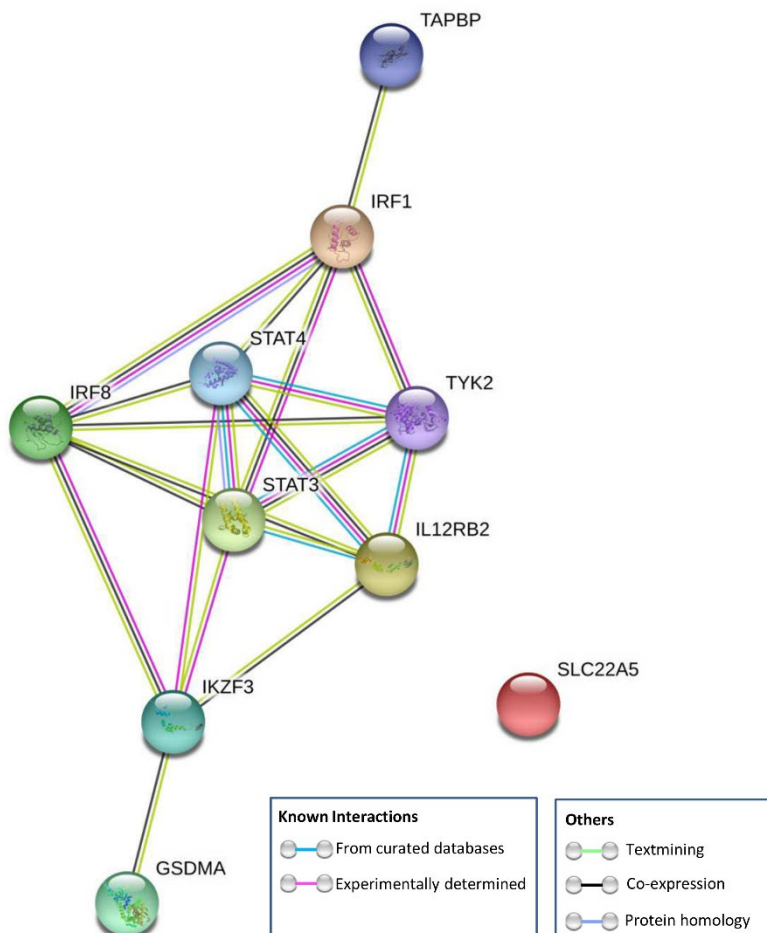 TAPBP
IRF1
STAT4
TYK2
IRF8
STAT3
IL12RB2
SLC22A5
IKZF3
GSDMA
Known Interactions
From curated databases
Experimentally determined
Others
Textmining
Co-expression
Protein homology